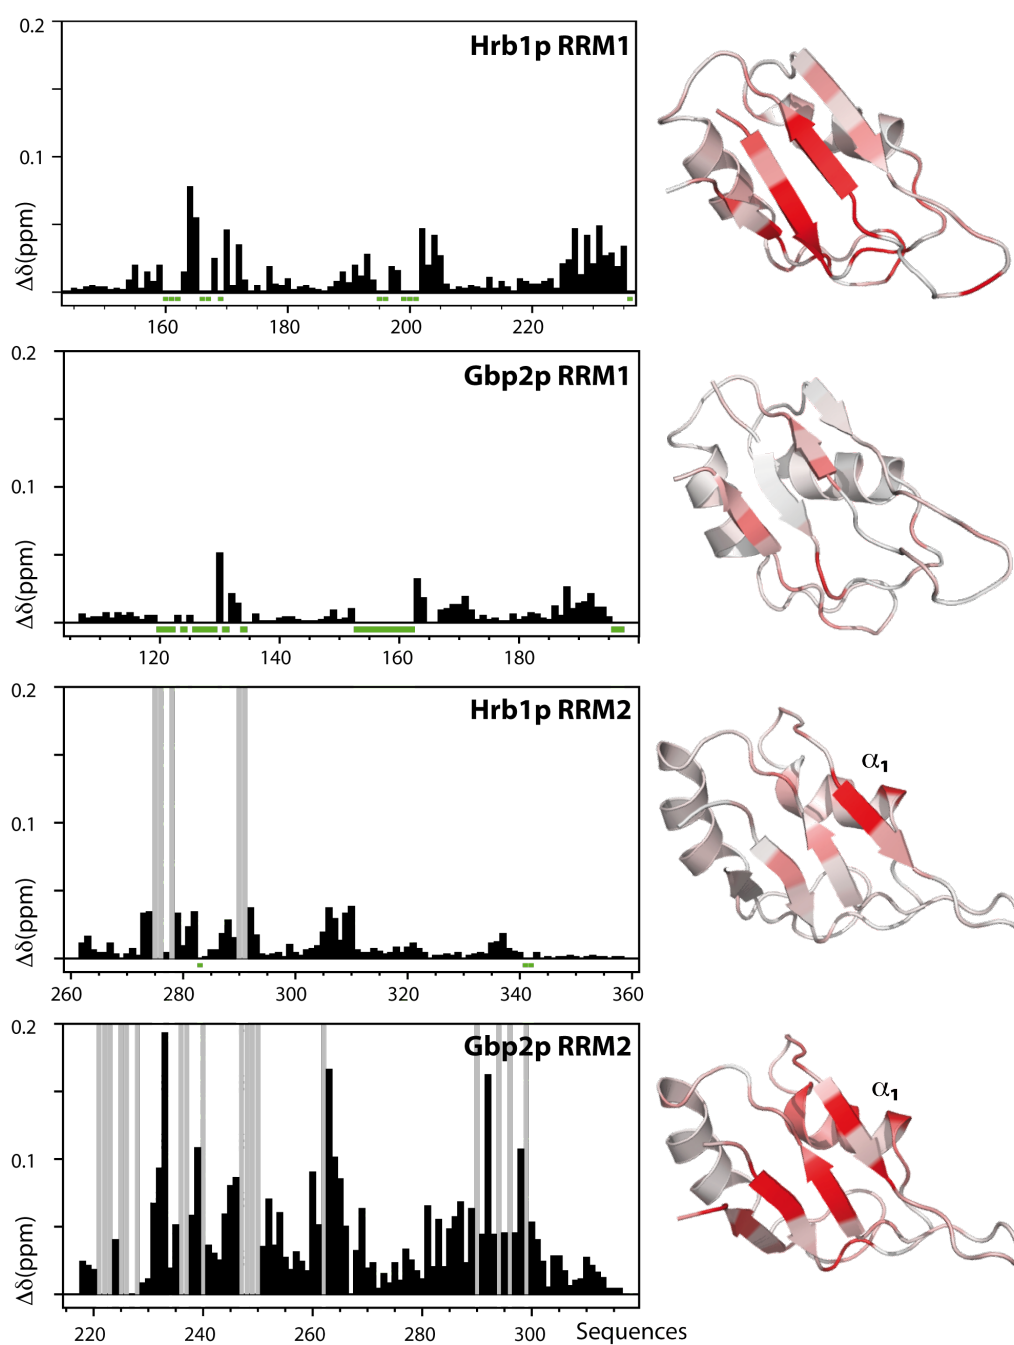 0.2
Hrb1p RRM1
0.1
Δδ(ppm)
160 180 200 220
0.2
Gbp2p RRM1
0.1
Δδ(ppm)
120 140 160 180
0.2
Hrb1p RRM2
α1
0.1
Δδ(ppm)
260 280 300 320 340 360
0.2
Gbp2p RRM2
α1
0.1
Δδ(ppm)
220 240 260 280 300 Sequences